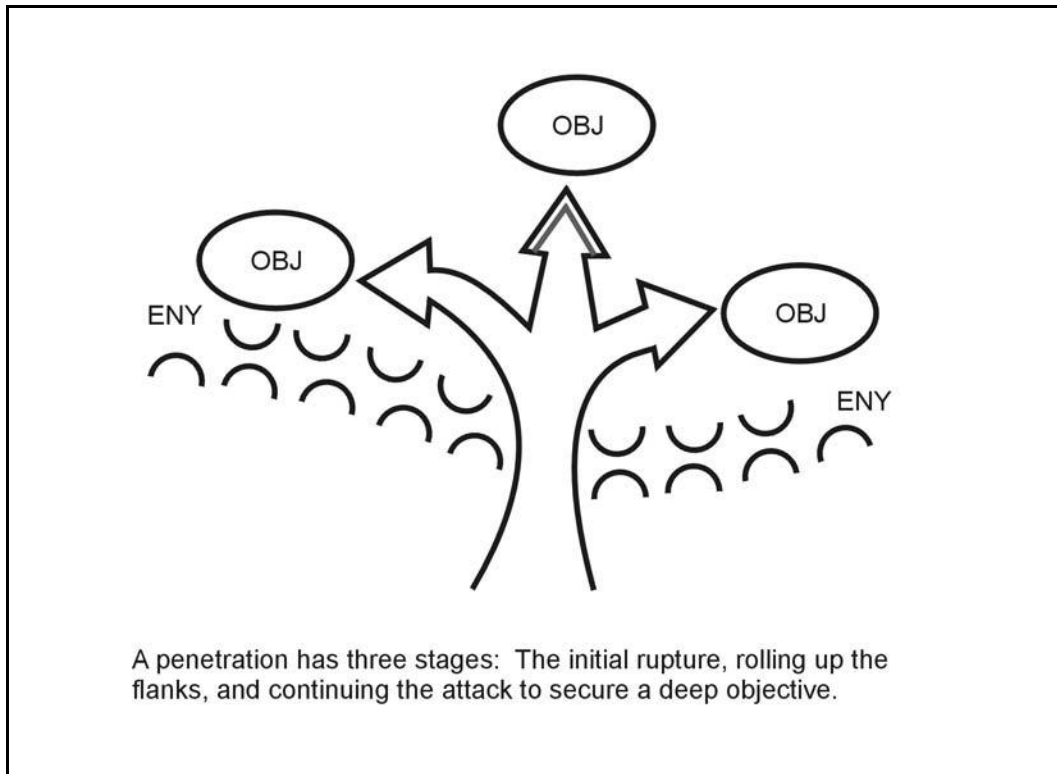 OBJ
OBJ
OBJ
ENY
ENY
A penetration has three stages:  The initial rupture, rolling up the
flanks, and continuing the attack to secure a deep objective.